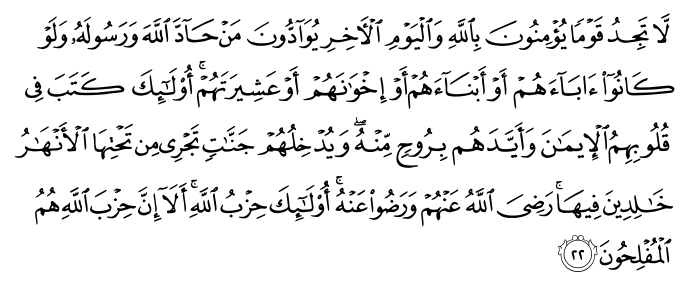 لَّا تَجِدُ قَوْمًا يُؤْمِنُونَ بِٱللَّهِ وَٱلْيَوْمِ ٱلْأَخِرِ يُوَآدُّونَ مَنْ حَآدَّ ٱللَّهَ وَرَسُولَهُۥ وَلَوْ
كَانُوٓا۟ ءَابَآءَهُمْ أَوْ أَبْنَآءَهُمْ أَوْ إِخْوَٰنَهُمْ أَوْ عَشِيرَتَهُمْ ۚ أُو۟لَـٰٓئِكَ كَتَبَ فِى
قُلُوبِهِمُ ٱلْإِيمَـٰنَ وَأَيَّدَهُم بِرُوحٍ مِّنْهُ ۖ وَيُدْخِلُهُمْ جَنَّـٰتٍ تَجْرِى مِن تَحْتِهَا ٱلْأَنْهَـٰرُ
خَـٰلِدِينَ فِيهَا ۚ رَضِىَ ٱللَّهُ عَنْهُمْ وَرَضُوا۟ عَنْهُ ۚ أُو۟لَـٰٓئِكَ حِزْبُ ٱللَّهِ ۚ أَلَآ إِنَّ حِزْبَ ٱللَّهِ هُمُ
ٱلْمُفْلِحُونَ ٢٢